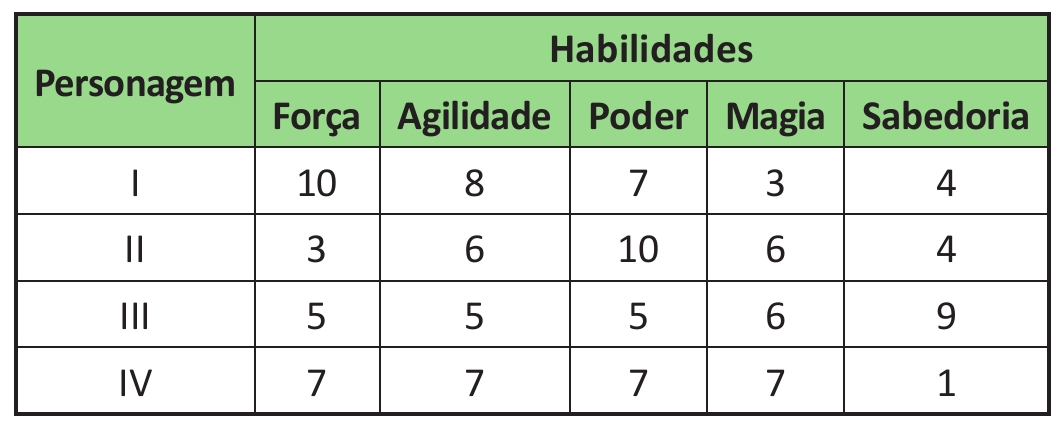 Personagem Habilidades
Força Agilidade Poder Magia Sabedoria
I 10 8 7 3 4
II 3 6 10 6 4
III 5 5 5 6 9
IV 7 7 7 7 1